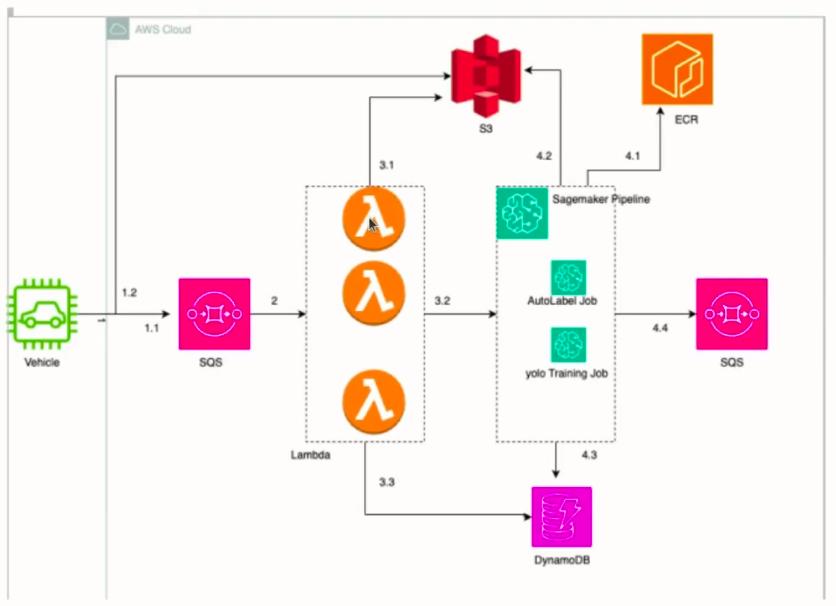 AWS Cloud
S3
ECR
3.1
4.2
4.1
Sagemaker Pipeline
1.2
2
3.2
AutoLabel Job
1
1.1
4.4
Vehicle
SQS
yolo Training Job
SQS
Lambda
4.3
3.3
DynamoDB